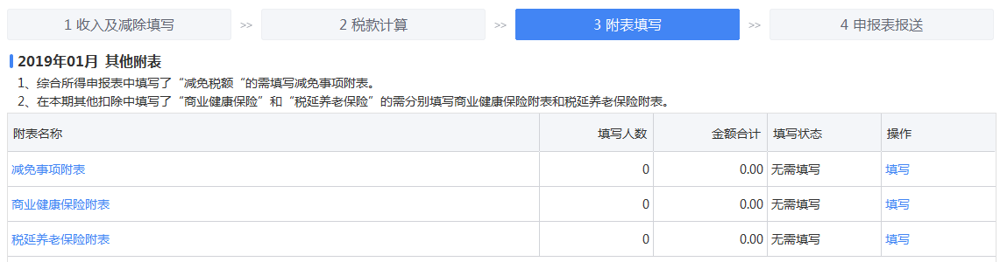 1 收入及减除填写 >> 2 税款计算 >> 3 附表填写 >> 4 申报表报送
2019年01月 其他附表
1、综合所得申报表中填写了“减免税额“的需填写减免事项附表。
2、在本期其他扣除中填写了“商业健康保险”和“税延养老保险”的需分别填写商业健康保险附表和税延养老保险附表。
附表名称 填写人数 金额合计 填写状态 操作
减免事项附表 0 0.00 无需填写 填写
商业健康保险附表 0 0.00 无需填写 填写
税延养老保险附表 0 0.00 无需填写 填写